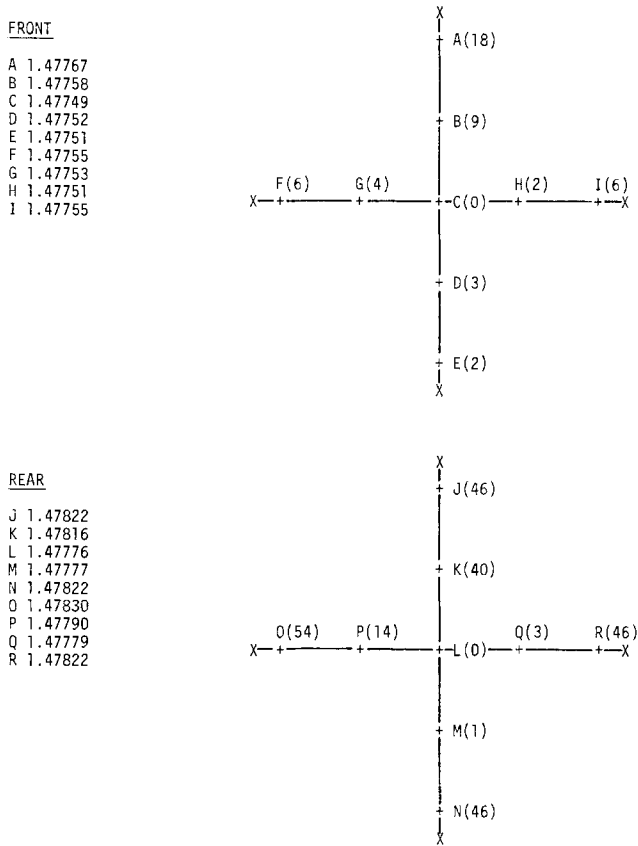 FRONT
A 1.47767
B 1.47758
C 1.47749
D 1.47752
E 1.47751
F 1.47755
G 1.47753
H 1.47751
I 1.47755
X
A(18)
B(9)
F(6) G(4) H(2) I(6)
X C(0) X
D(3)
E(2)
X
REAR
J 1.47822
K 1.47816
L 1.47776
M 1.47777
N 1.47822
O 1.47830
P 1.47790
Q 1.47779
R 1.47822
X
J(46)
K(40)
O(54) P(14) Q(3) R(46)
X L(0) X
M(1)
N(46)
X